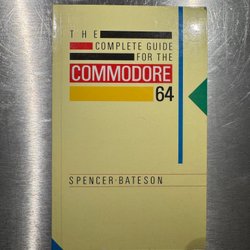 THE
COMPLETE GUIDE
FOR THE
COMMODORE
64
SPENCER·BATESON